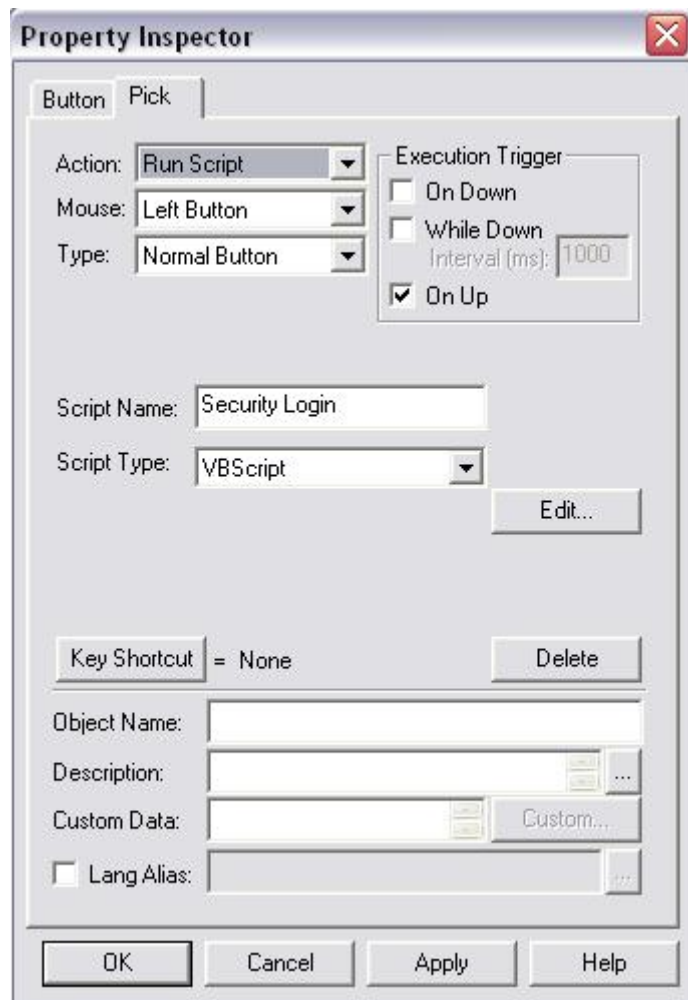 Property Inspector
Button Pick
Action: Run Script
Mouse: Left Button
Type: Normal Button
Execution Trigger
On Down
While Down
Interval (ms): 1000
On Up
Script Name: Security Login
Script Type: VBScript
Edit...
Key Shortcut = None Delete
Object Name:
Description: ...
Custom Data: Custom...
Lang Alias: ...
OK Cancel Apply Help